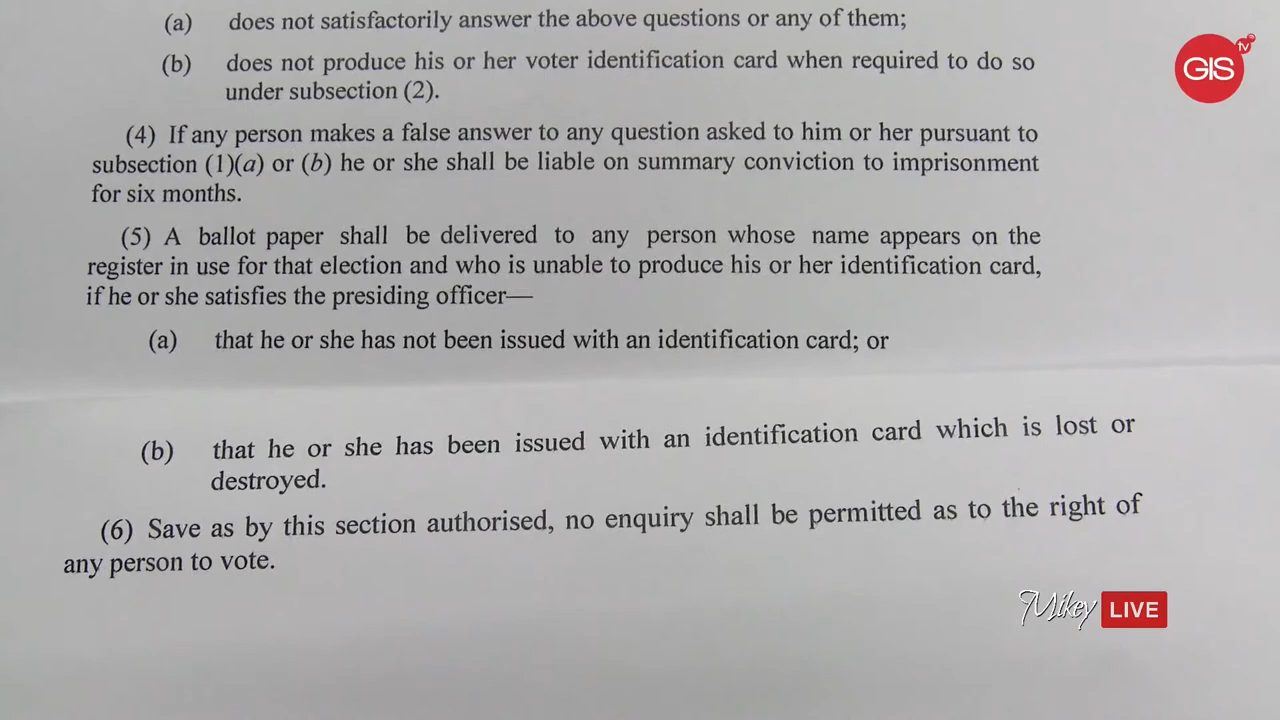 (a) does not satisfactorily answer the above questions or any of them;
(b) does not produce his or her voter identification card when required to do so
under subsection (2).
(4) If any person makes a false answer to any question asked to him or her pursuant to
subsection (1)(a) or (b) he or she shall be liable on summary conviction to imprisonment
for six months.
(5) A ballot paper shall be delivered to any person whose name appears on the
register in use for that election and who is unable to produce his or her identification card,
if he or she satisfies the presiding officer—
(a) that he or she has not been issued with an identification card; or
(b) that he or she has been issued with an identification card which is lost or
destroyed.
(6) Save as by this section authorised, no enquiry shall be permitted as to the right of
any person to vote.
GIS tv
Mikey LIVE